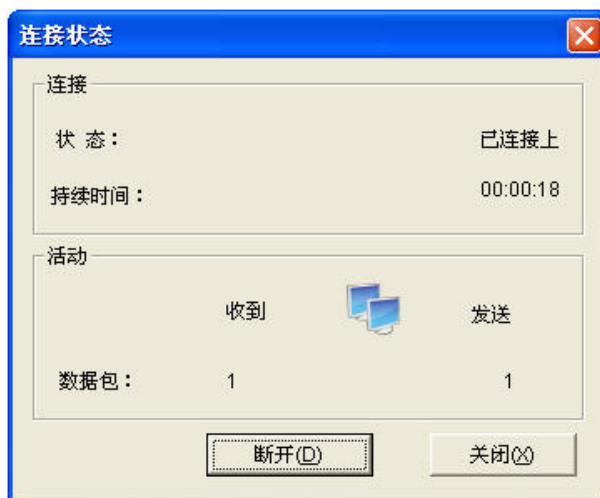 连接状态
连接
状 态： 已连接上
持续时间： 00:00:18
活动
收到 发送
数据包： 1 1
断开(D) 关闭(X)